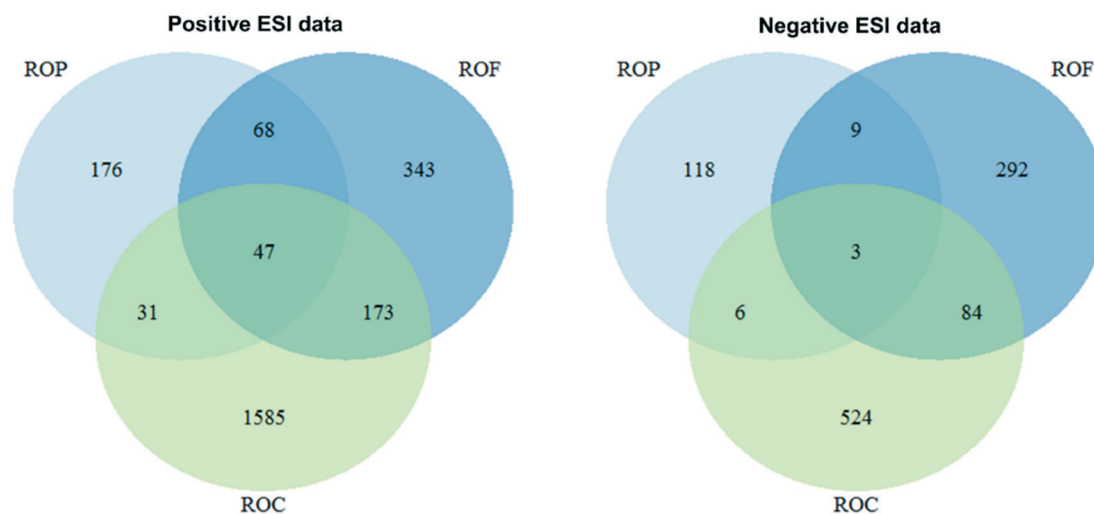 Positive ESI data
ROP
ROF
68
176
343
47
31
173
1585
ROC
Negative ESI data
ROP
ROF
9
118
292
3
6
84
524
ROC